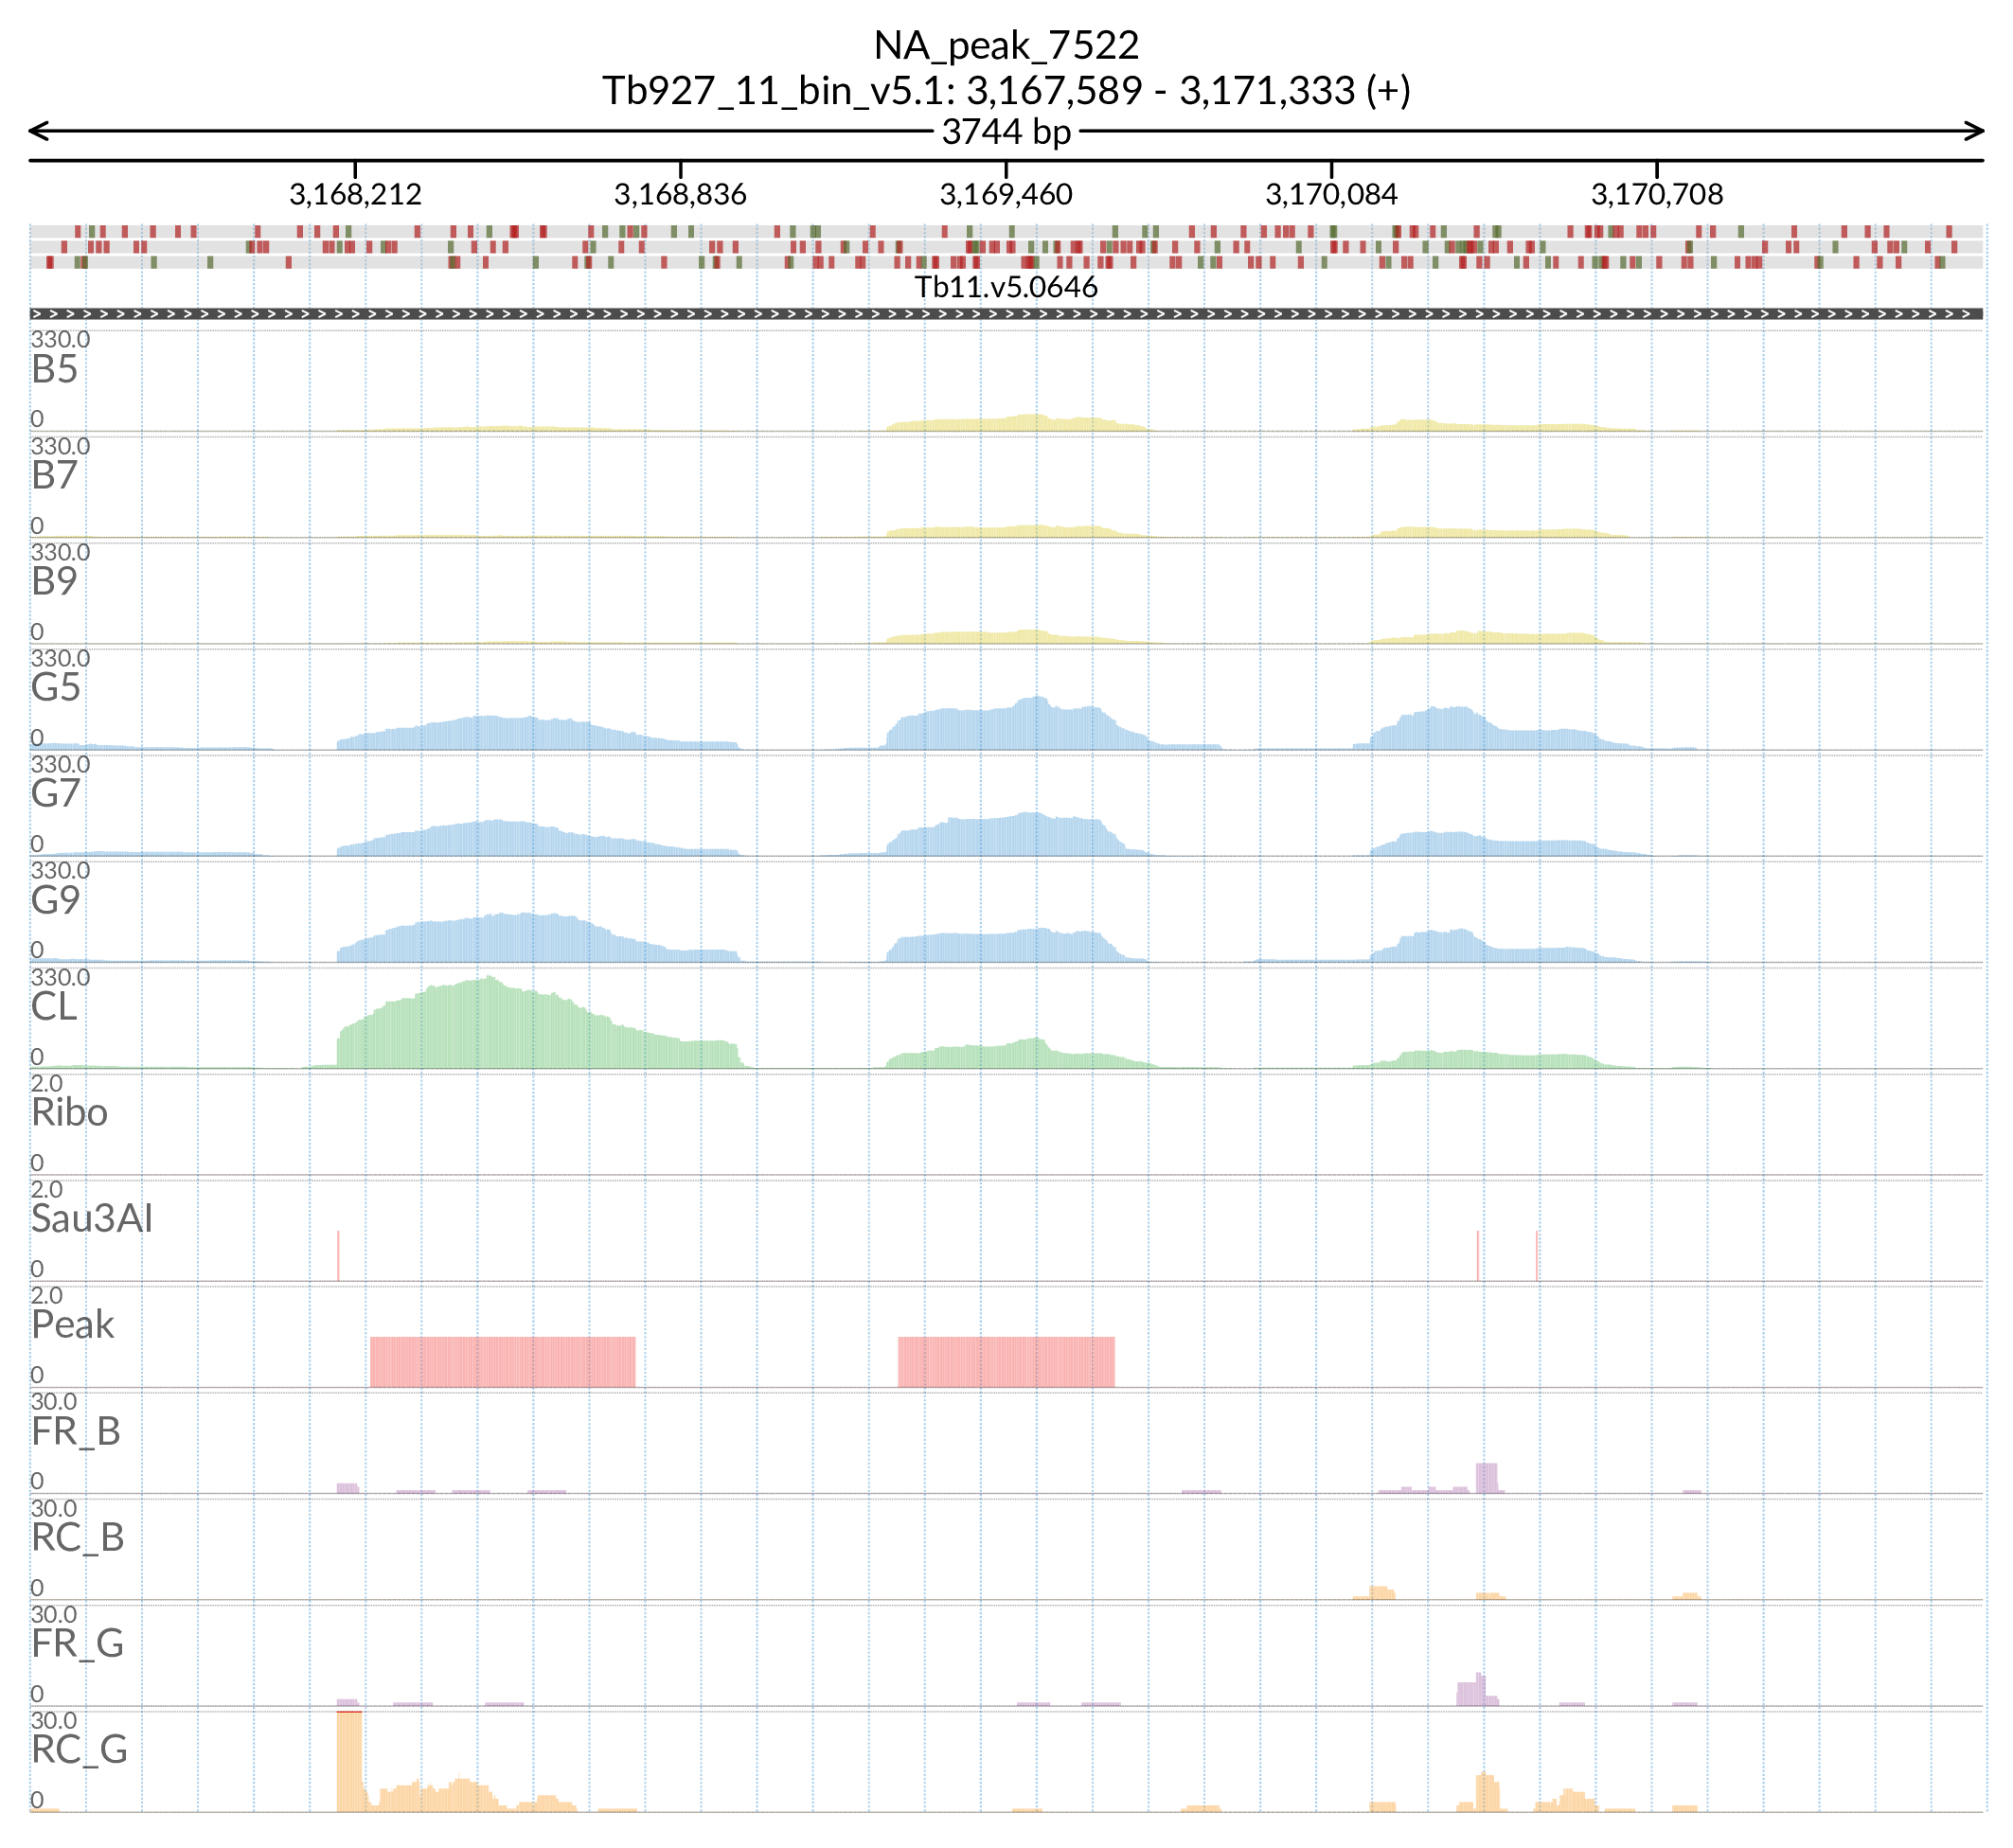 NA_peak_7522
Tb927_11_bin_v5.1: 3,167,589 - 3,171,333 (+)
3744 bp
3,168,212 3,168,836 3,169,460 3,170,084 3,170,708
Tb11.v5.0646
330.0
B5
0
330.0
B7
0
330.0
B9
0
330.0
G5
0
330.0
G7
0
330.0
G9
0
330.0
CL
0
2.0
Ribo
0
2.0
Sau3AI
0
2.0
Peak
0
30.0
FR_B
0
30.0
RC_B
0
30.0
FR_G
0
30.0
RC_G
0